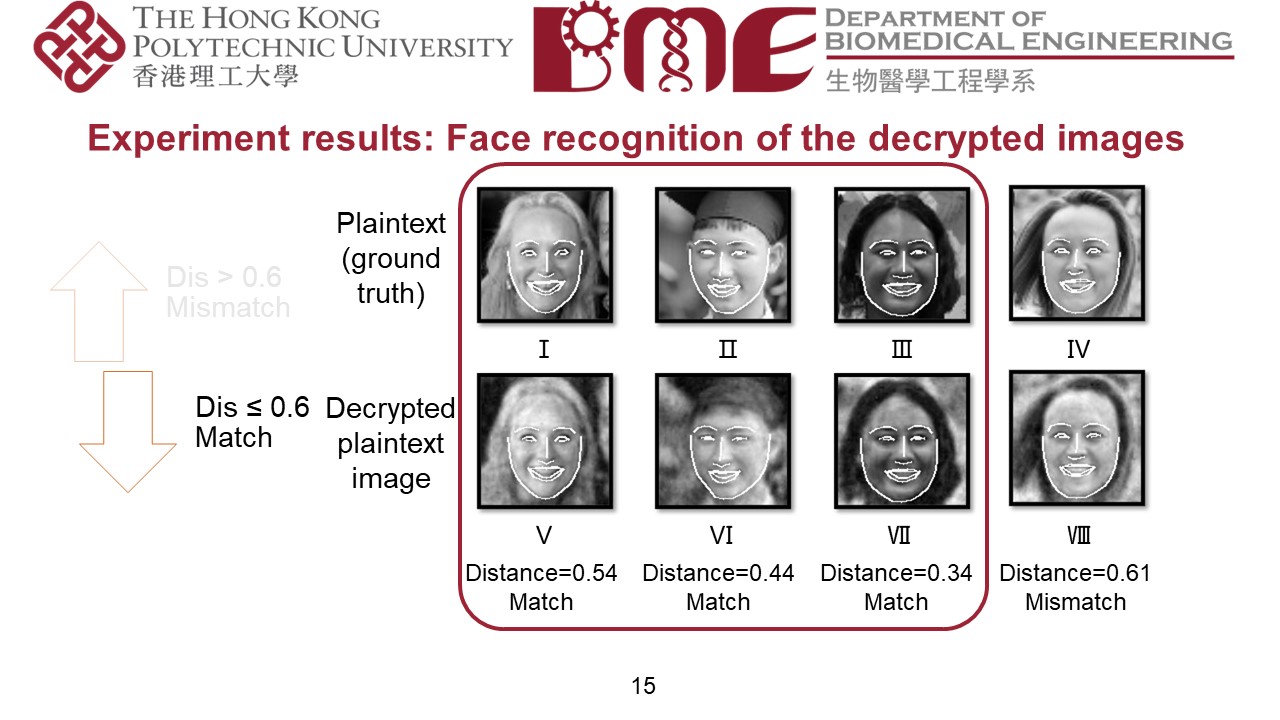 THE HONG KONG
POLYTECHNIC UNIVERSITY
香港理工大學
BME
DEPARTMENT OF
BIOMEDICAL ENGINEERING
生物醫學工程學系
Experiment results: Face recognition of the decrypted images
Plaintext
(ground
truth)
Dis > 0.6
Mismatch
Ⅰ
Ⅱ
Ⅲ
Ⅳ
Dis ≤ 0.6
Match
Decrypted
plaintext
image
Ⅴ
Ⅵ
Ⅶ
Ⅷ
Distance=0.54
Match
Distance=0.44
Match
Distance=0.34
Match
Distance=0.61
Mismatch
15